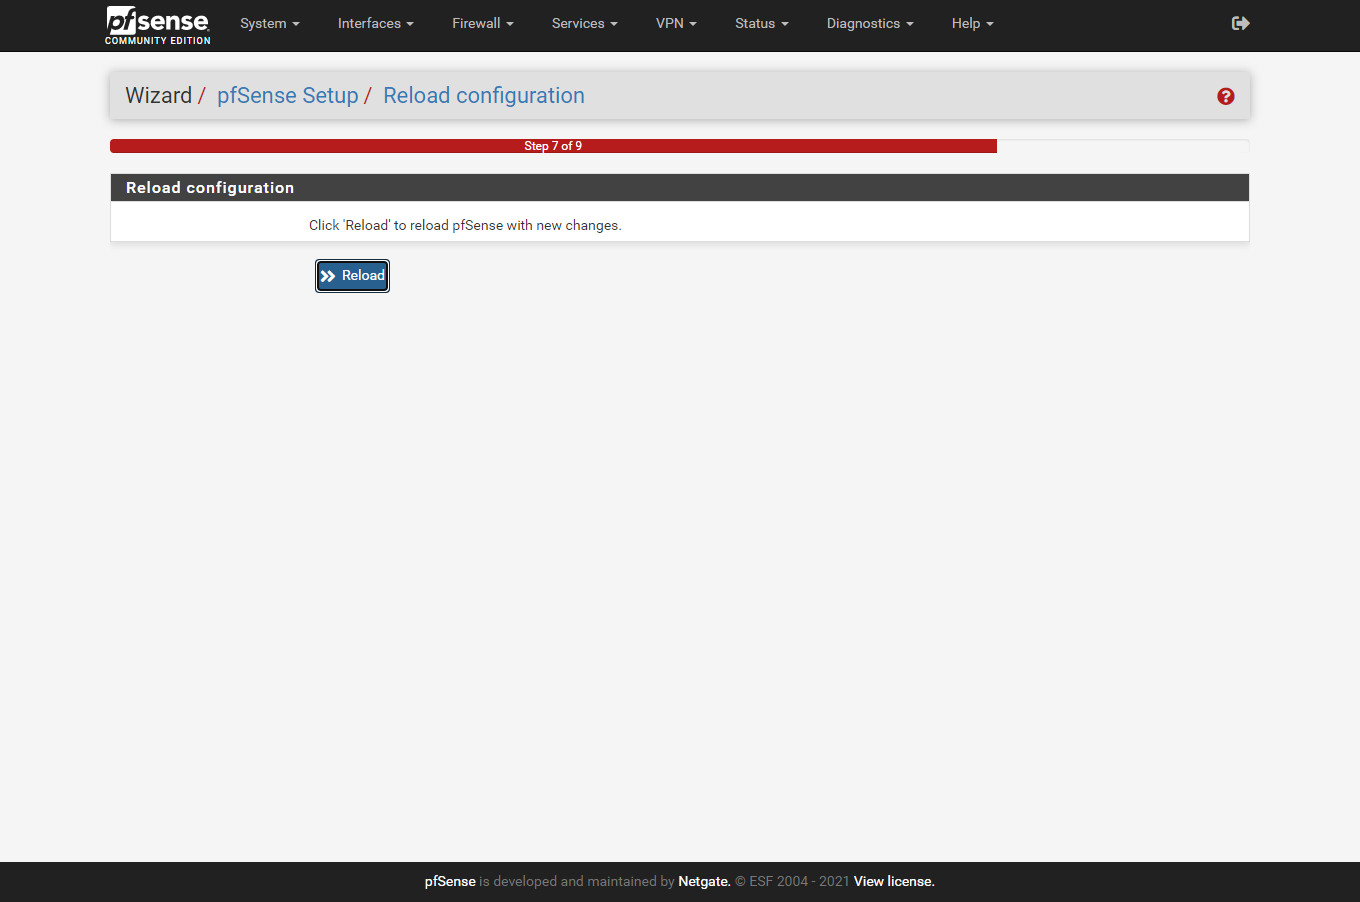 pfsense System Interfaces Firewall Services VPN Status Diagnostics Help
COMMUNITY EDITION
Wizard / pfSense Setup / Reload configuration
Step 7 of 9
Reload configuration
Click 'Reload' to reload pfSense with new changes.
Reload
pfSense is developed and maintained by Netgate. © ESF 2004 - 2021 View license.